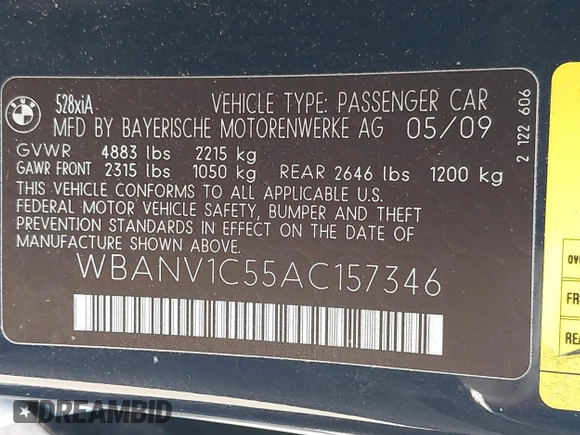 BMW
528xiA VEHICLE TYPE: PASSENGER CAR
MFD BY BAYERISCHE MOTORENWERKE AG 05/09
GVWR 4883 lbs 2215 kg
GAWR FRONT 2315 lbs 1050 kg REAR 2646 lbs 1200 kg
THIS VEHICLE CONFORMS TO ALL APPLICABLE U.S.
FEDERAL MOTOR VEHICLE SAFETY, BUMPER AND THEFT
PREVENTION STANDARDS IN EFFECT ON THE DATE OF
MANUFACTURE SHOWN ABOVE
WBANV1C55AC157346
2 122 606
DREAMBID